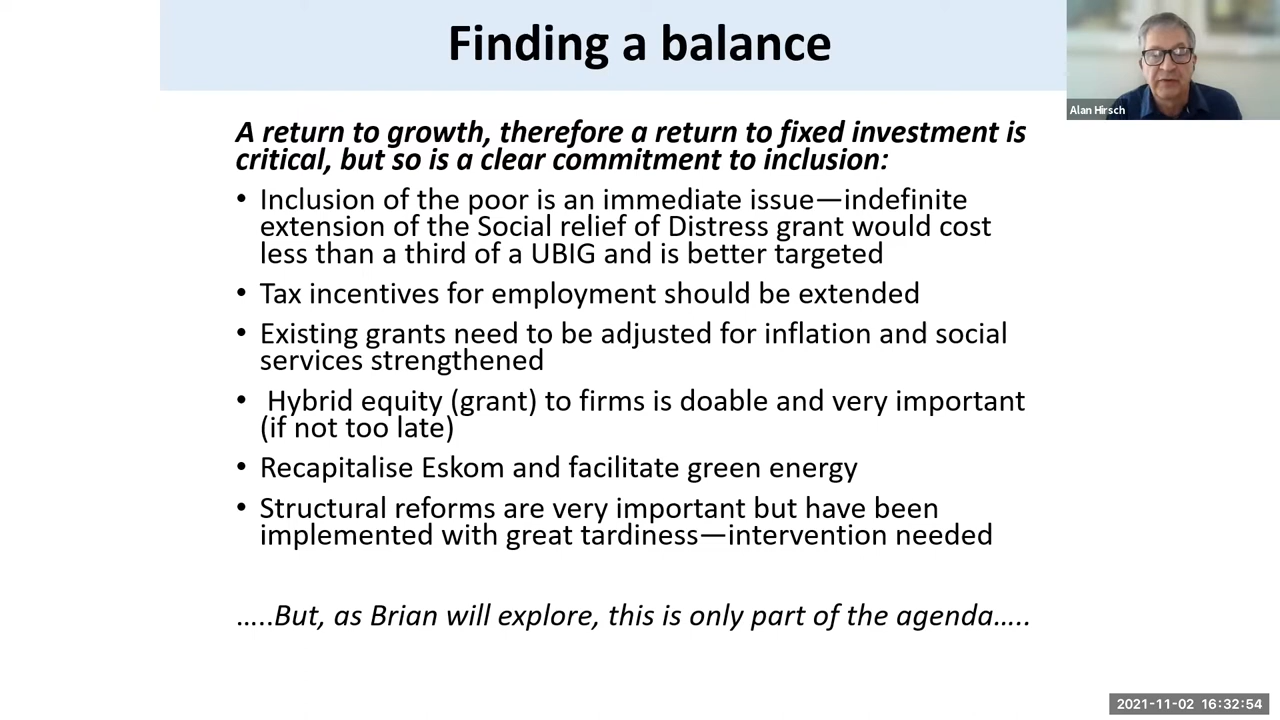 Finding a balance
Alan Hirsch
A return to growth, therefore a return to fixed investment is
critical, but so is a clear commitment to inclusion:
• Inclusion of the poor is an immediate issue—indefinite
extension of the Social relief of Distress grant would cost
less than a third of a UBIG and is better targeted
• Tax incentives for employment should be extended
• Existing grants need to be adjusted for inflation and social
services strengthened
• Hybrid equity (grant) to firms is doable and very important
(if not too late)
• Recapitalise Eskom and facilitate green energy
• Structural reforms are very important but have been
implemented with great tardiness—intervention needed
…..But, as Brian will explore, this is only part of the agenda…..
2021-11-02 16:32:54